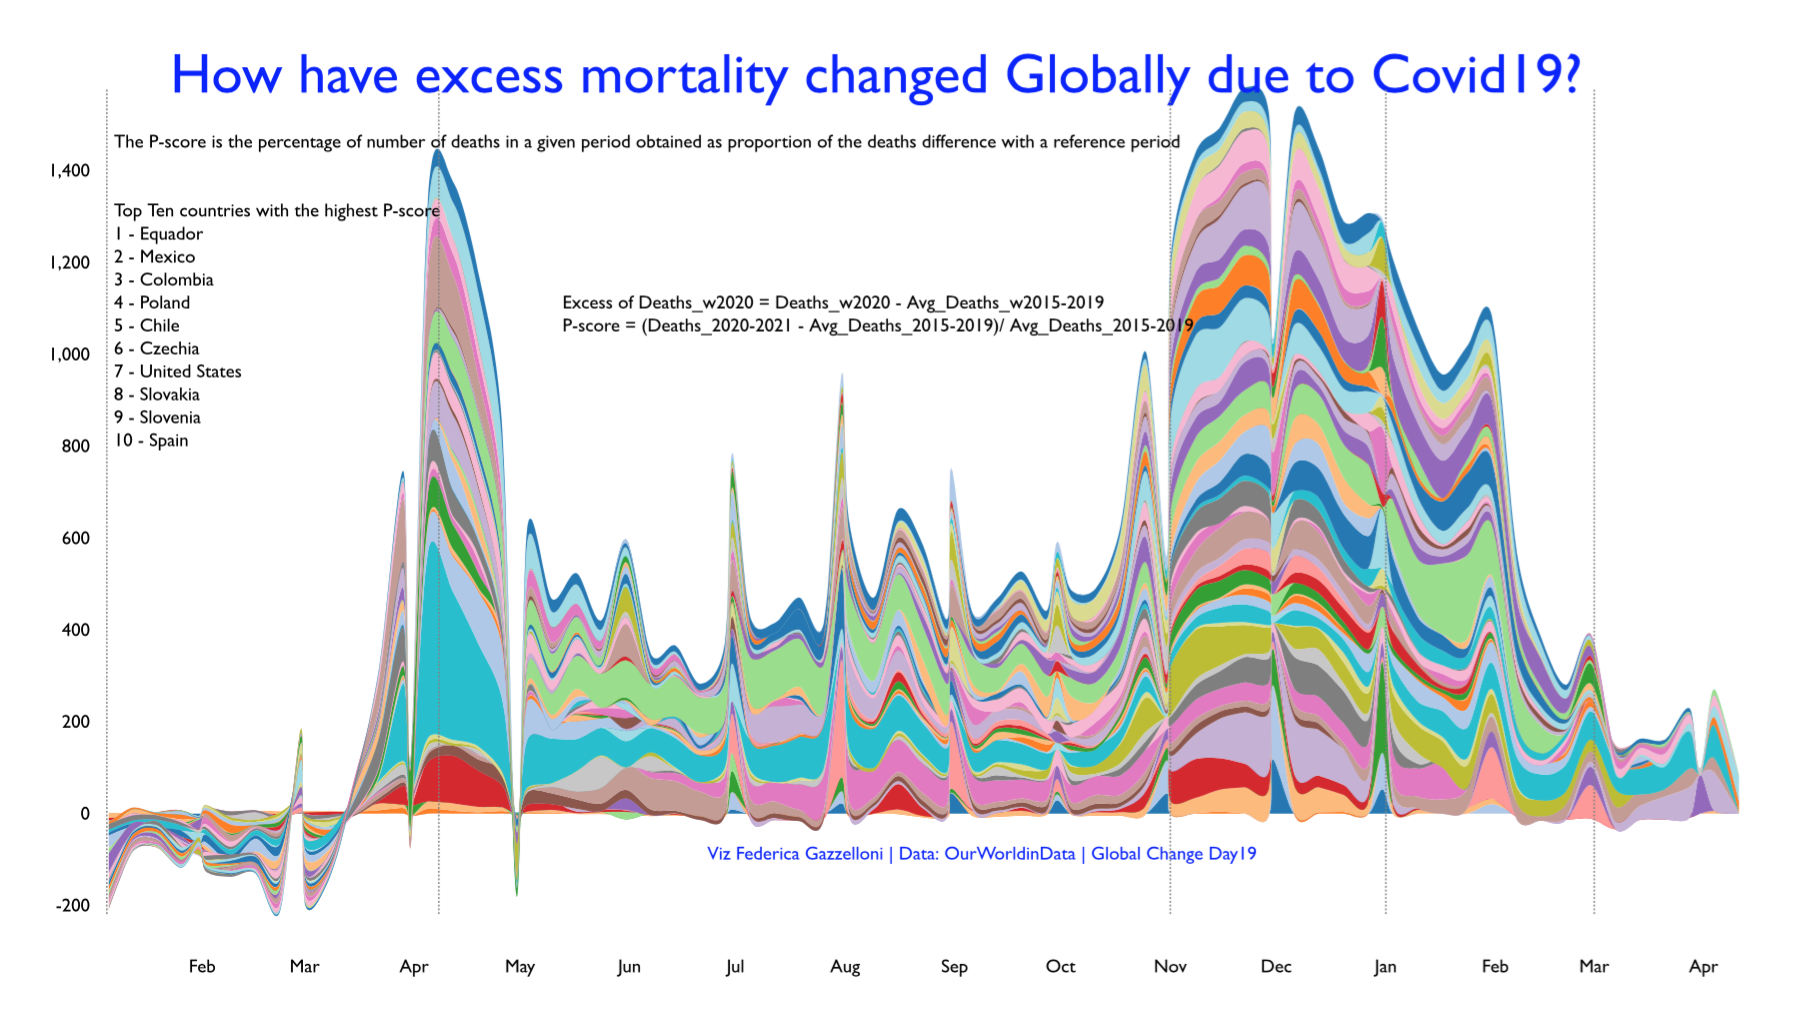 How have excess mortality changed Globally due to Covid19?
The P-score is the percentage of number of deaths in a given period obtained as proportion of the deaths difference with a reference period
1,400
Top Ten countries with the highest P-score
1 - Equador
1,200
2 - Mexico
3 - Colombia
4 - Poland
Excess of Deaths_w2020 = Deaths_w2020 - Avg_Deaths_w2015-2019
5 - Chile
P-score = (Deaths_2020-2021 - Avg_Deaths_2015-2019)/ Avg_Deaths_2015-2019
1,000
6 - Czechia
7 - United States
8 - Slovakia
9 - Slovenia
800
10 - Spain
600
400
200
0
Viz Federica Gazzelloni | Data: OurWorldinData | Global Change Day19
-200
Feb Mar Apr May Jun Jul Aug Sep Oct Nov Dec Jan Feb Mar Apr